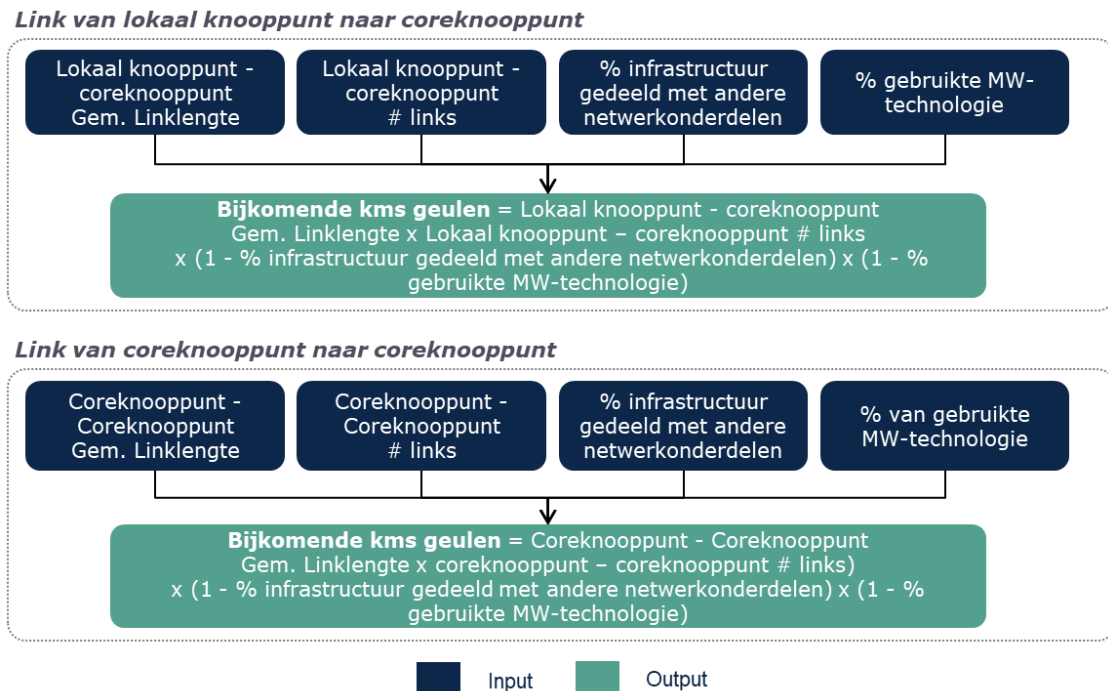 Link van lokaal knooppunt naar coreknooppunt
Lokaal knooppunt -
coreknooppunt
Gem. Linklengte
Lokaal knooppunt -
coreknooppunt
# links
% infrastructuur
gedeeld met andere
netwerkonderdelen
% gebruikte MW-
technologie
Bijkomende kms geulen = Lokaal knooppunt - coreknooppunt
Gem. Linklengte x Lokaal knooppunt – coreknooppunt # links
x (1 - % infrastructuur gedeeld met andere netwerkonderdelen) x (1 - %
gebruikte MW-technologie)
Link van coreknooppunt naar coreknooppunt
Coreknooppunt -
Coreknooppunt
Gem. Linklengte
Coreknooppunt -
Coreknooppunt
# links
% infrastructuur
gedeeld met andere
netwerkonderdelen
% van gebruikte
MW-technologie
Bijkomende kms geulen = Coreknooppunt - Coreknooppunt
Gem. Linklengte x coreknooppunt – coreknooppunt # links)
x (1 - % infrastructuur gedeeld met andere netwerkonderdelen) x (1 - %
gebruikte MW-technologie)
Input
Output